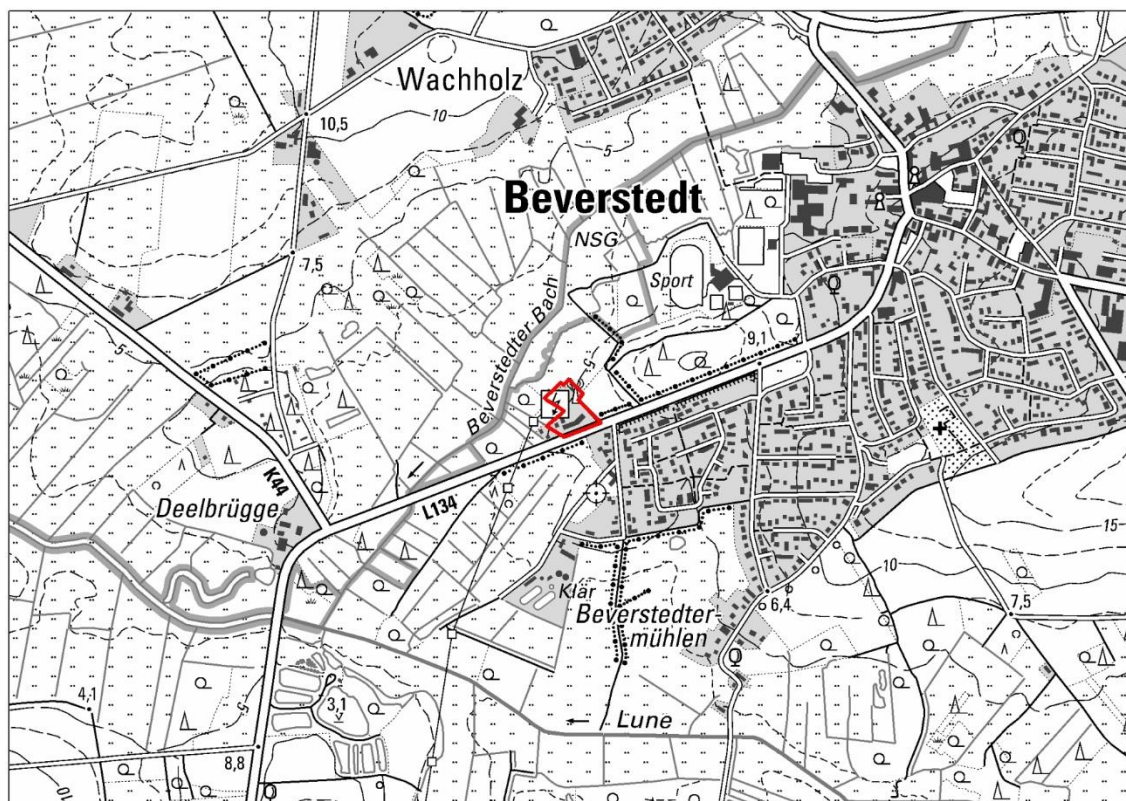 Wachholz
10,5
10
5
Beverstedt
NSG
7,5
Sport
Beverstedter Bach
5
9,1
5
K44
L134
Deelbrügge
15
Klär
10
Beverstedter-
mühlen
6,4
7,5
4,1
5
3,1
Lune
8,8
10